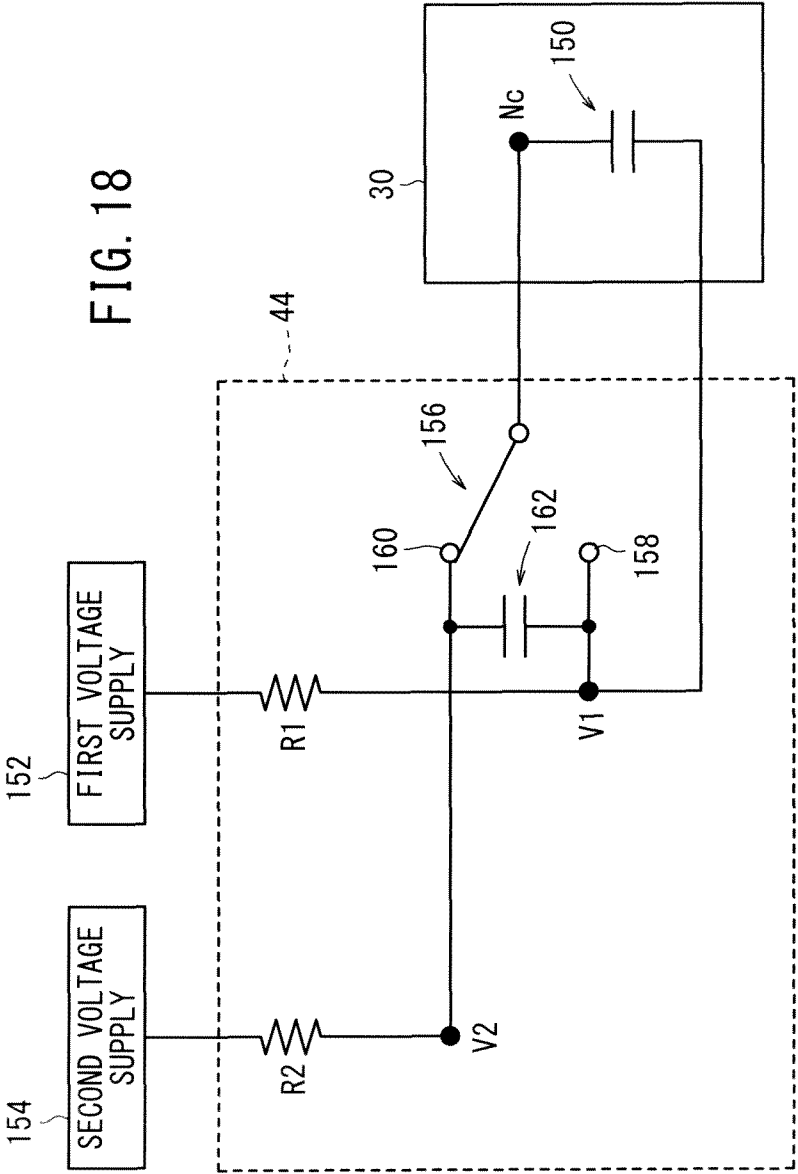 FIG. 18
154
SECOND VOLTAGE
SUPPLY
152
FIRST VOLTAGE
SUPPLY
44
30
R2
R1
V2
V1
160
156
162
158
Nc
150